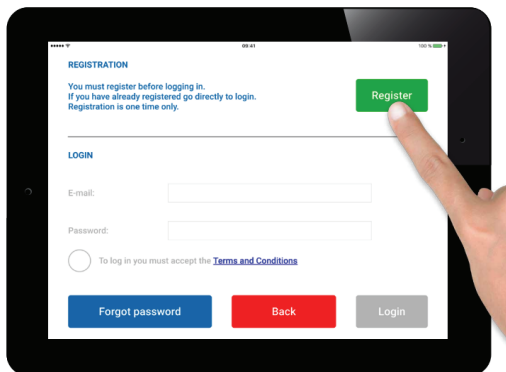 09:41
100 %
REGISTRATION
You must register before logging in.
If you have already registered go directly to login.
Registration is one time only.
Register
LOGIN
E-mail:
Password:
To log in you must accept the Terms and Conditions
Forgot password
Back
Login